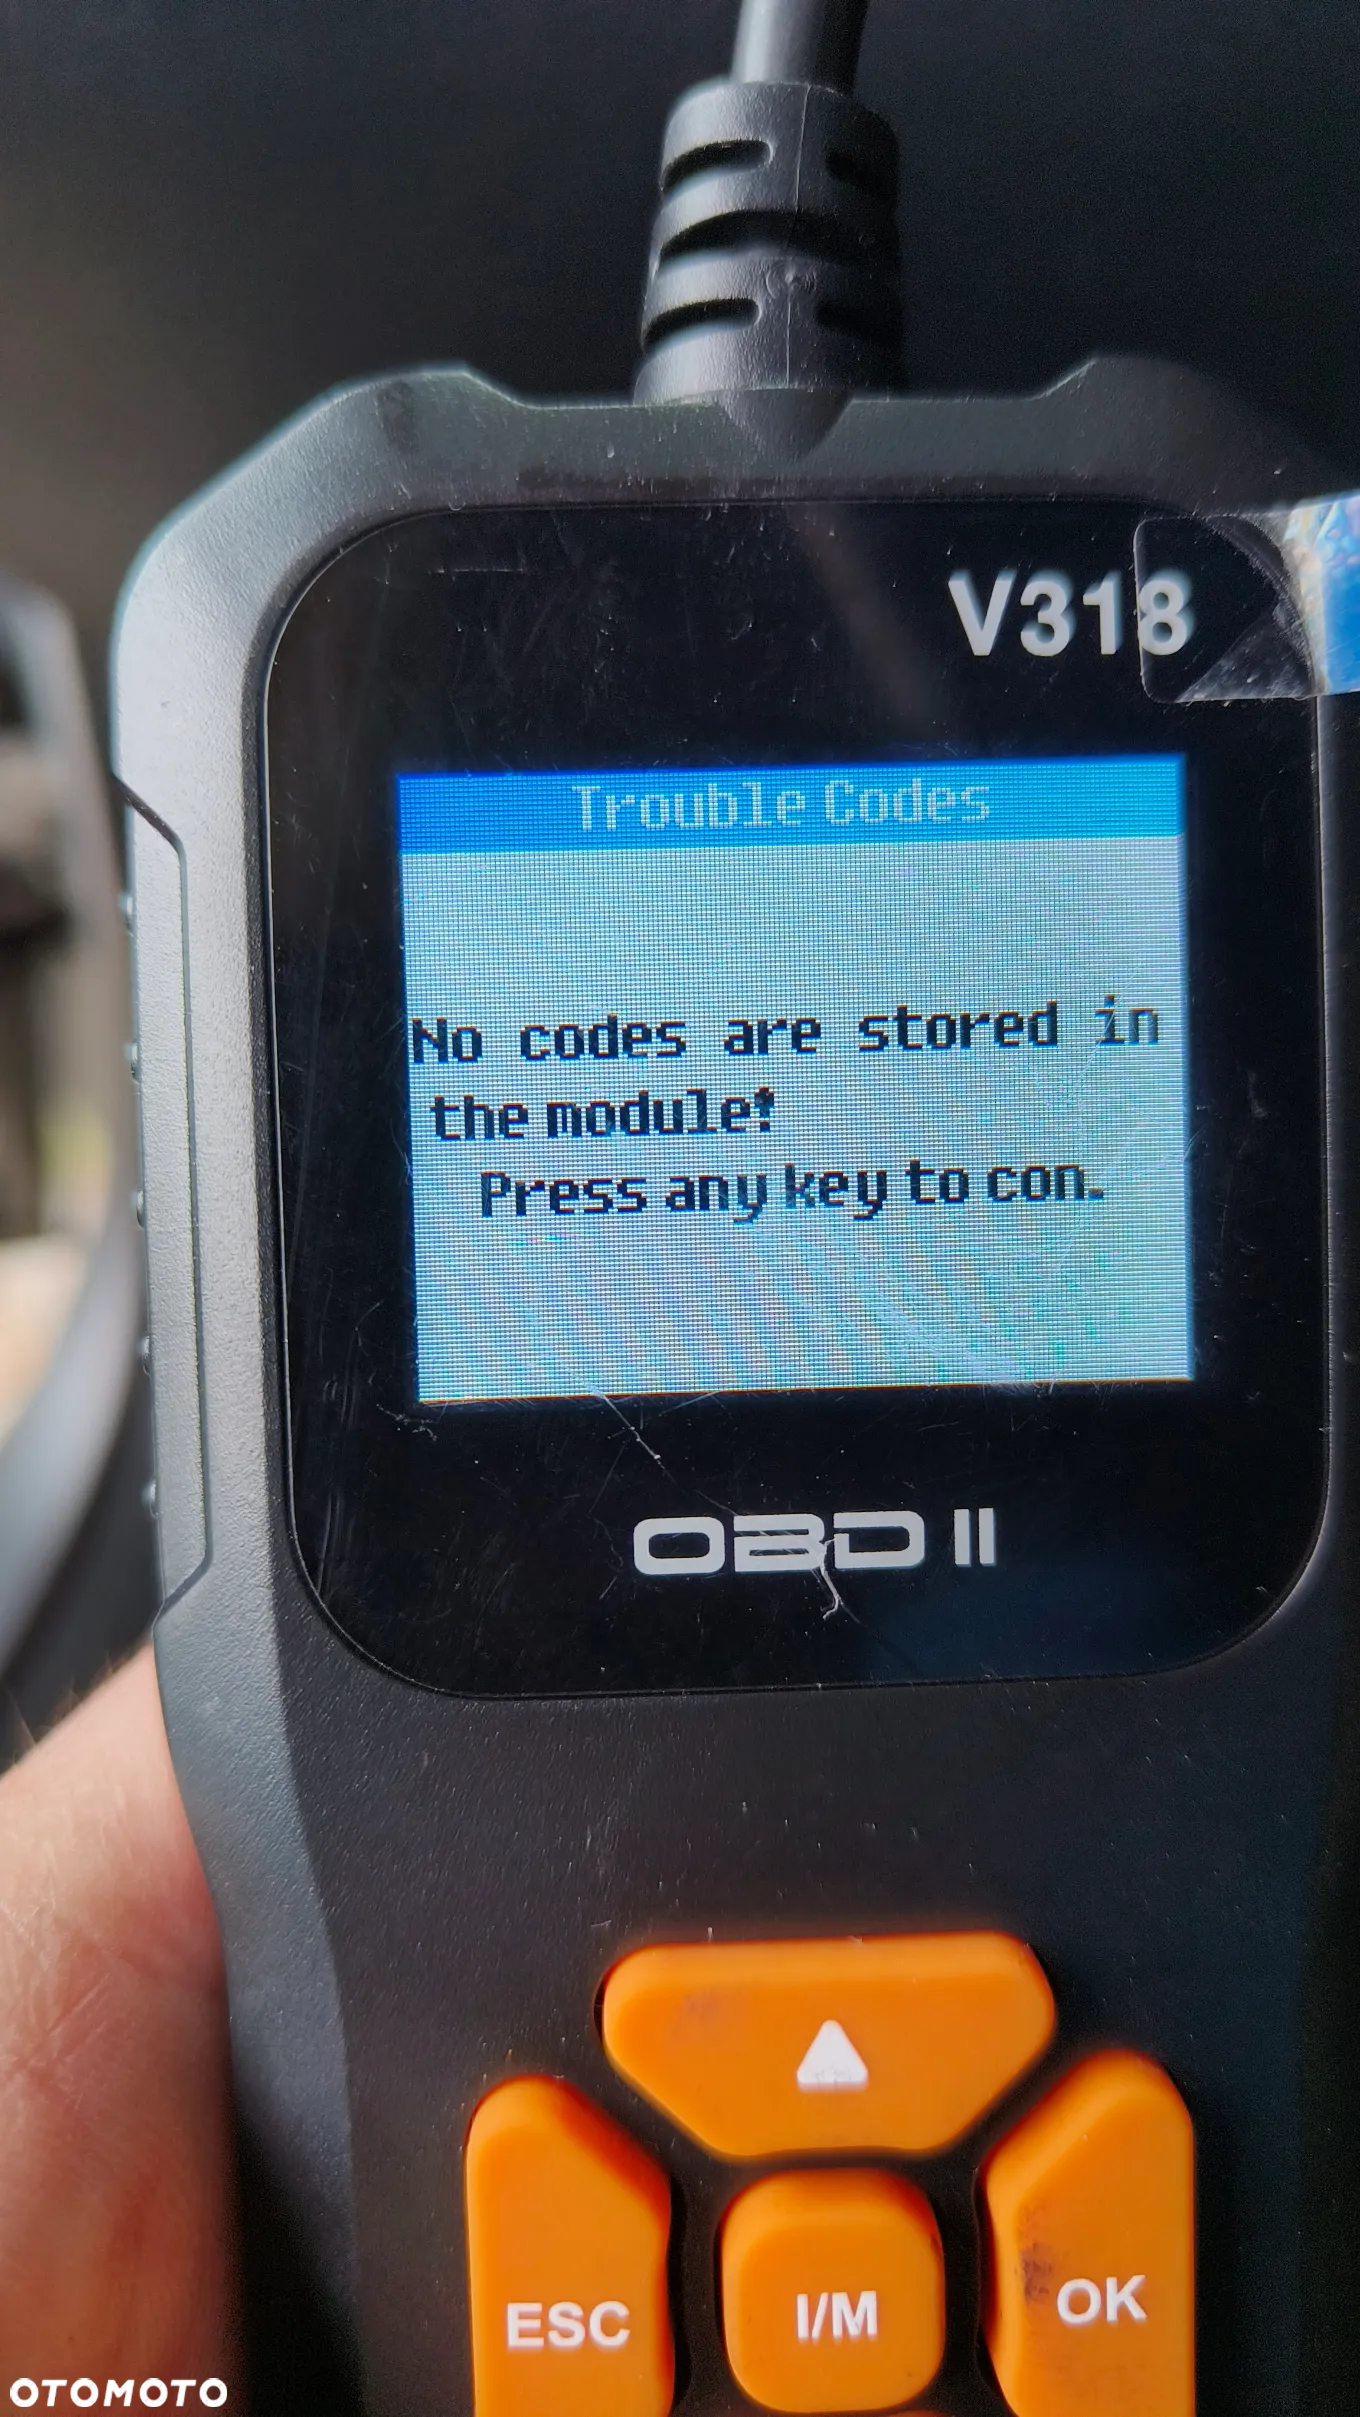 V318
Trouble Codes
No codes are stored in
the module!
Press any key to con.
OBD II
ESC
I/M
OK
OTOMOTO